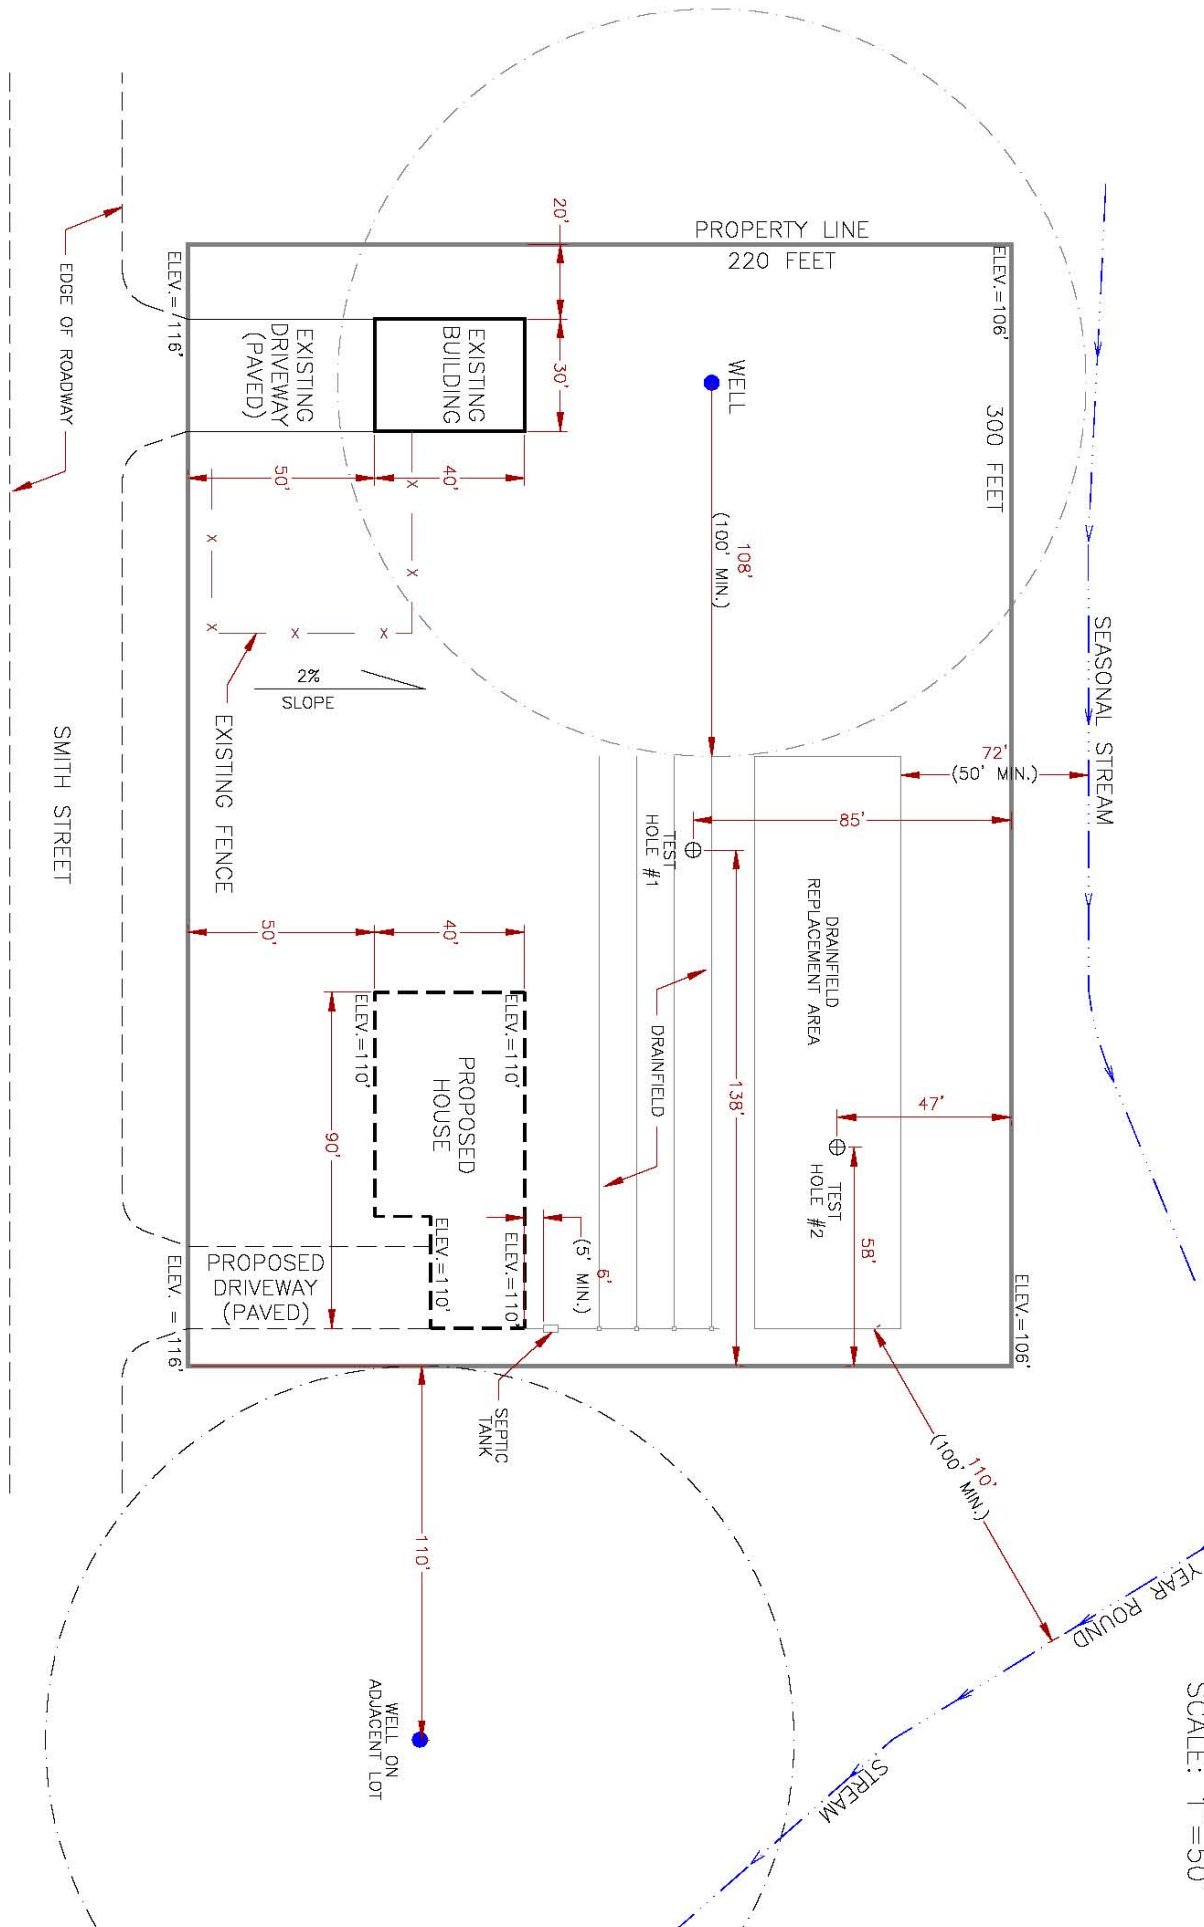 SCALE: 1 =50
YEAR ROUND
STREAM
SEASONAL STREAM
ELEV.=106'
300 FEET
72'
(50' MIN.)
ELEV.=106'
110'
(100' MIN.)
PROPERTY LINE
220 FEET
WELL
108'
(100' MIN.)
85'
47'
DRAINFIELD
REPLACEMENT AREA
TEST
HOLE #2
58'
TEST
HOLE #1
138'
DRAINFIELD
20'
30'
6'
(5' MIN.)
SEPTIC
TANK
EXISTING
BUILDING
40'
50'
EXISTING
DRIVEWAY
(PAVED)
X
X
X
X
X
X
2%
SLOPE
EXISTING FENCE
40'
50'
ELEV.=110'
ELEV.=110'
ELEV.=110'
ELEV.=110'
PROPOSED
HOUSE
90'
PROPOSED
DRIVEWAY
(PAVED)
110'
WELL ON
ADJACENT LOT
ELEV.= 116'
ELEV. = 116'
EDGE OF ROADWAY
SMITH STREET